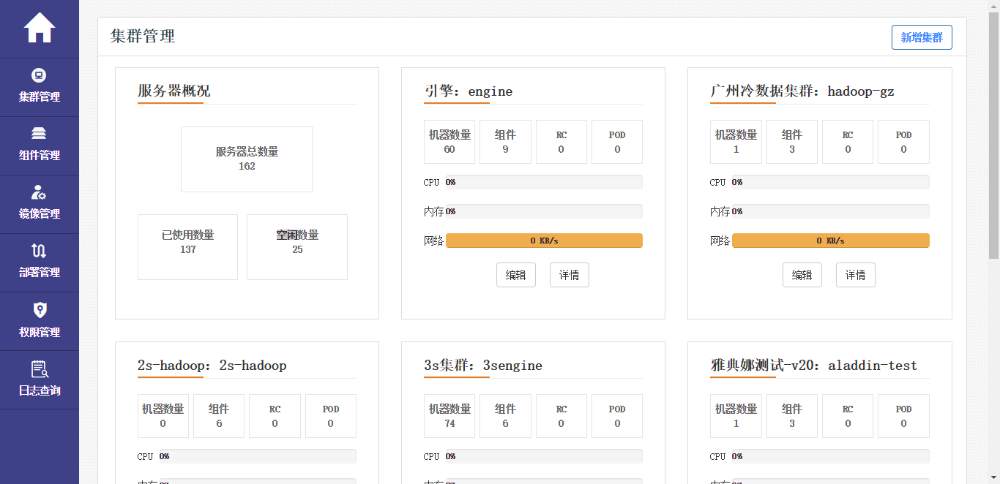 集群管理
组件管理
镜像管理
部署管理
权限管理
日志查询
集群管理
新增集群
服务器概况
服务器总数量
162
已使用数量
137
空闲数量
25
引擎：engine
机器数量 组件 RC POD
60 9 0 0
CPU 0%
内存 0%
网络 0 KB/s
编辑 详情
广州冷数据集群：hadoop-gz
机器数量 组件 RC POD
1 3 0 0
CPU 0%
内存 0%
网络 0 KB/s
编辑 详情
2s-hadoop：2s-hadoop
机器数量 组件 RC POD
0 6 0 0
CPU 0%
内存 0%
3s集群：3sengine
机器数量 组件 RC POD
74 6 0 0
CPU 0%
内存 0%
雅典娜测试-v20：aladdin-test
机器数量 组件 RC POD
1 3 0 0
CPU 0%
内存 0%